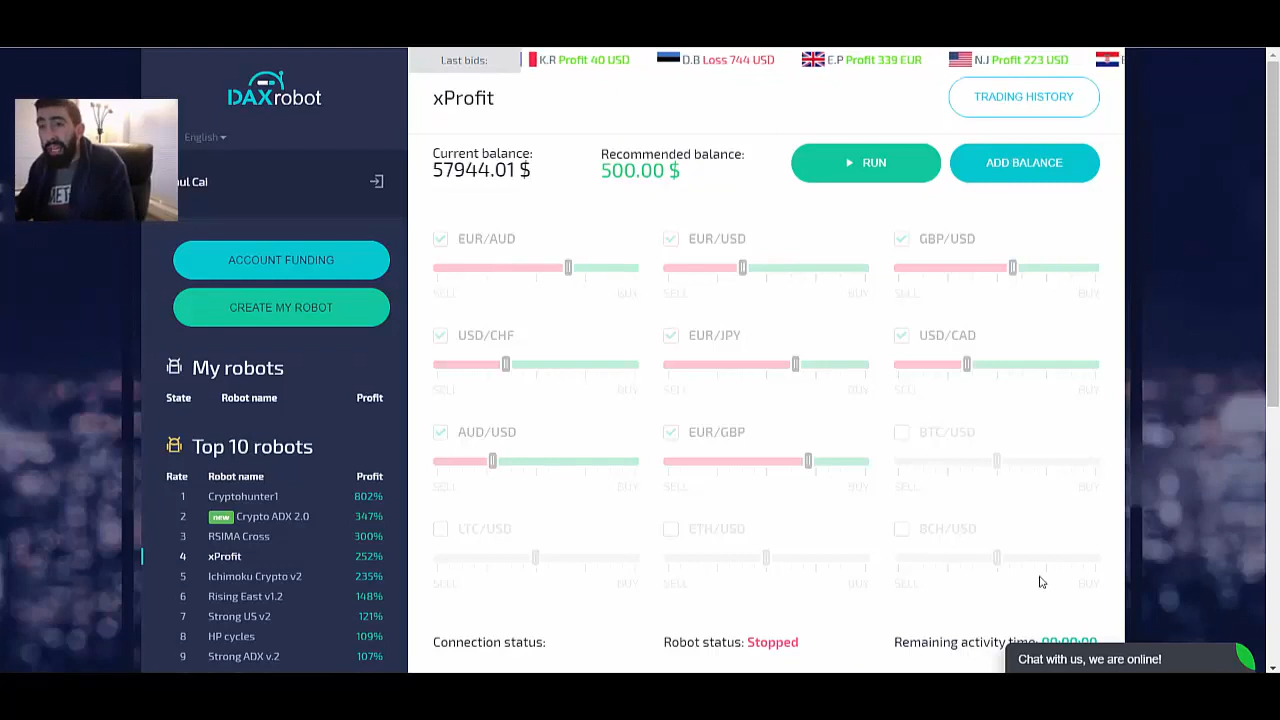 Last bids:
K.R Profit 40 USD
D.B Loss 744 USD
E.P Profit 339 EUR
N.J Profit 223 USD
DAXrobot
xProfit
TRADING HISTORY
English
Current balance:
57944.01 $
Recommended balance:
500.00 $
RUN
ADD BALANCE
ACCOUNT FUNDING
CREATE MY ROBOT
EUR/AUD
SELL BUY
EUR/USD
SELL BUY
GBP/USD
SELL BUY
USD/CHF
SELL BUY
EUR/JPY
SELL BUY
USD/CAD
SELL BUY
AUD/USD
SELL BUY
EUR/GBP
SELL BUY
BTC/USD
SELL BUY
LTC/USD
SELL BUY
ETH/USD
SELL BUY
BCH/USD
SELL BUY
My robots
State Robot name Profit
Top 10 robots
Rate Robot name Profit
1 Cryptohunter1 802%
2 new Crypto ADX 2.0 347%
3 RSIMA Cross 300%
4 xProfit 252%
5 Ichimoku Crypto v2 235%
6 Rising East v1.2 148%
7 Strong US v2 121%
8 HP cycles 109%
9 Strong ADX v.2 107%
Connection status:
Robot status: Stopped
Remaining activity time: 00:00:00
Chat with us, we are online!